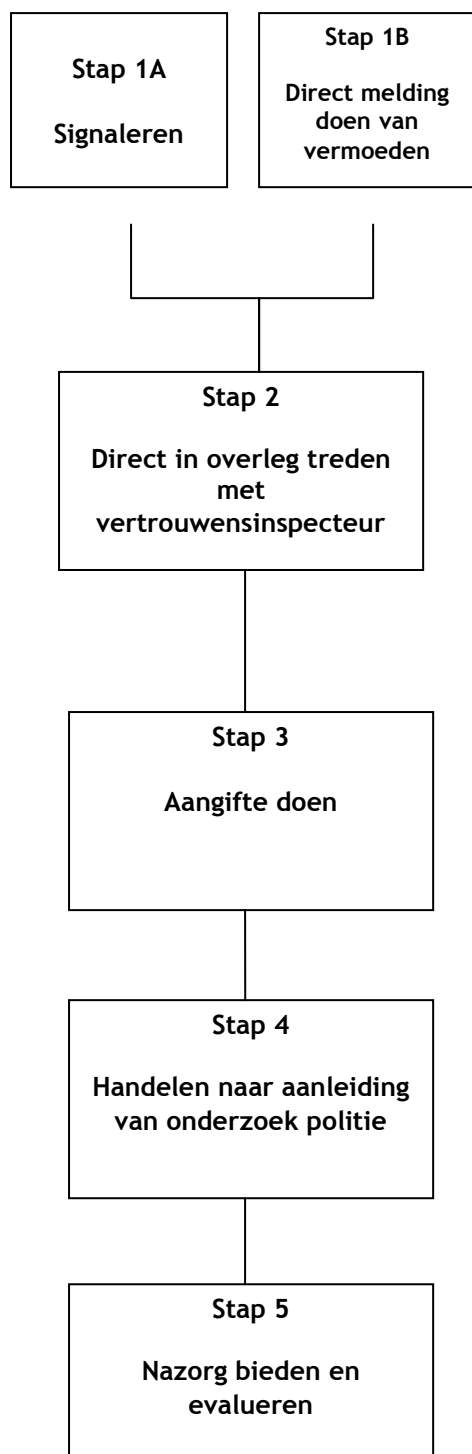 Stap 1A
Signaleren
Stap 1B
Direct melding
doen van
vermoeden
Stap 2
Direct in overleg treden
met
vertrouwensinspecteur
Stap 3
Aangifte doen
Stap 4
Handelen naar aanleiding
van onderzoek politie
Stap 5
Nazorg bieden en
evalueren